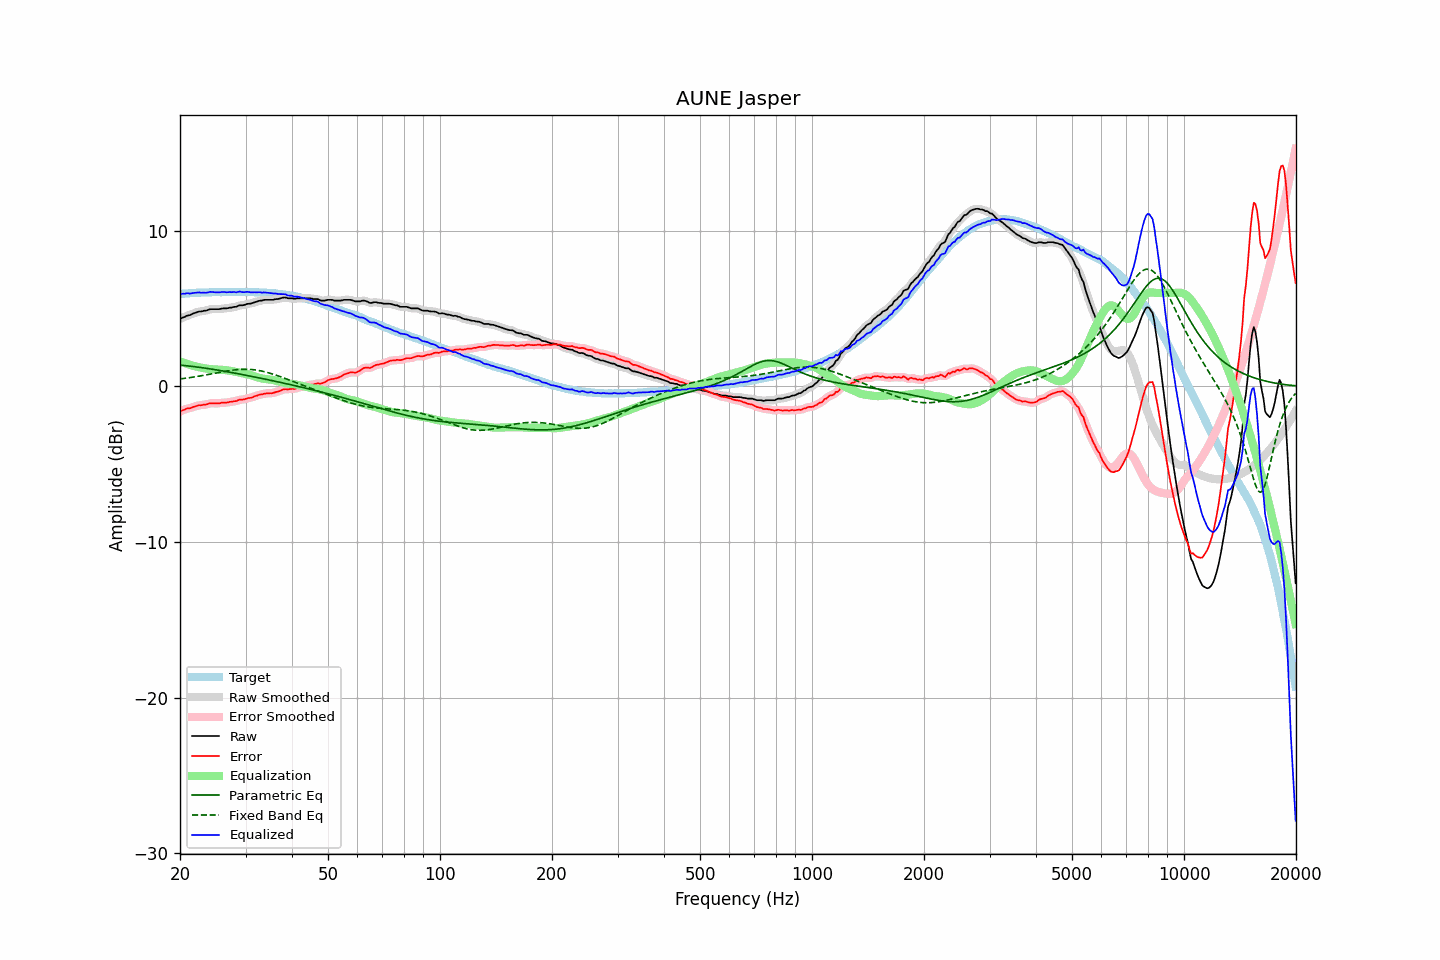 AUNE Jasper
Amplitude (dBr)
10
0
−10
−20
−30
Target
Raw Smoothed
Error Smoothed
Raw
Error
Equalization
Parametric Eq
Fixed Band Eq
Equalized
20
50
100
200
500
1000
2000
5000
10000
20000
Frequency (Hz)